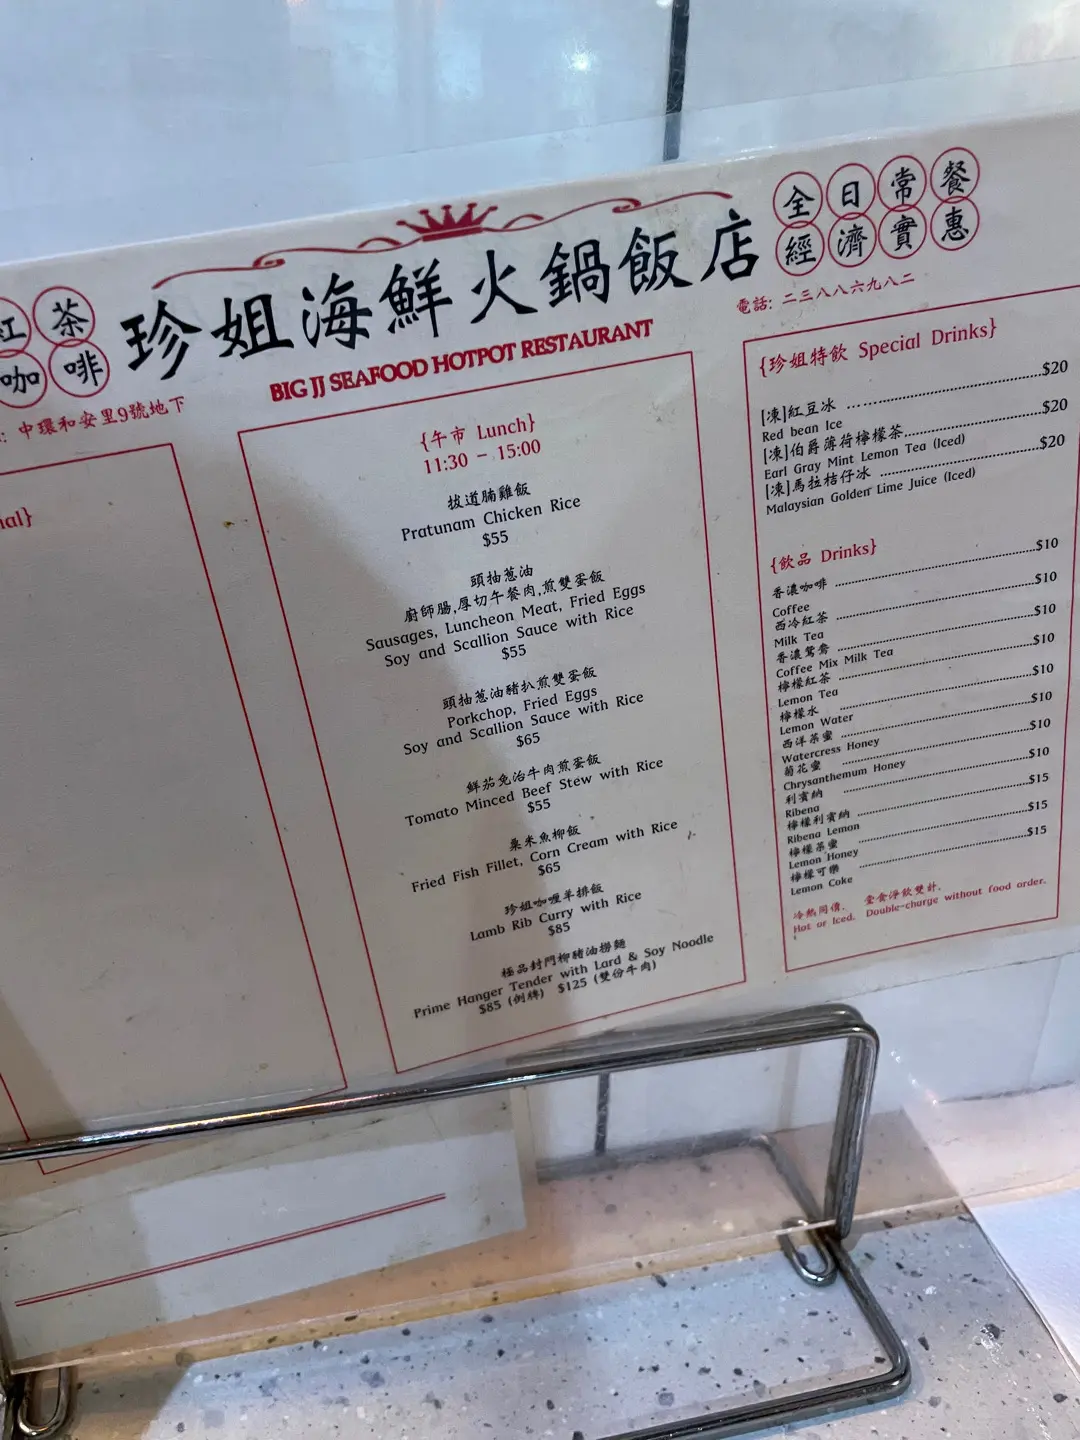 紅茶
咖啡
珍姐海鮮火鍋飯店
BIG JJ SEAFOOD HOTPOT RESTAURANT
全日常餐
經濟實惠
電話: 二三八八六九八二
: 中環和安里9號地下
{午市 Lunch}
11:30 – 15:00
拔道腩雞飯
Pratunam Chicken Rice
$55
頭抽蔥油
廚師腸,厚切午餐肉,煎雙蛋飯
Sausages, Luncheon Meat, Fried Eggs
Soy and Scallion Sauce with Rice
$55
頭抽蔥油豬扒煎雙蛋飯
Porkchop, Fried Eggs
Soy and Scallion Sauce with Rice
$65
鮮茄免治牛肉煎蛋飯
Tomato Minced Beef Stew with Rice
$55
粟米魚柳飯
Fried Fish Fillet, Corn Cream with Rice
$65
珍姐咖喱羊排飯
Lamb Rib Curry with Rice
$85
極品封門柳豬油撈麵
Prime Hanger Tender with Lard & Soy Noodle
$85 (例牌) $125 (雙份牛肉)
{珍姐特飲 Special Drinks}
[凍]紅豆冰 ........................$20
Red bean Ice
[凍]伯爵薄荷檸檬茶........................$20
Earl Gray Mint Lemon Tea (Iced)
[凍]馬拉桔仔冰 ........................$20
Malaysian Golden Lime Juice (Iced)
{飲品 Drinks}
香濃咖啡 ........................$10
Coffee
西冷紅茶 ........................$10
Milk Tea
香濃鴛鴦 ........................$10
Coffee Mix Milk Tea
檸檬紅茶 ........................$10
Lemon Tea
檸檬水 ........................$10
Lemon Water
西洋菜蜜 ........................$10
Watercress Honey
菊花蜜 ........................$10
Chrysanthemum Honey
利賓納 ........................$10
Ribena
檸檬利賓納 ........................$15
Ribena Lemon
檸檬茶蜜 ........................$15
Lemon Honey
檸檬可樂 ........................$15
Lemon Coke
冷熱同價. 堂食淨飲雙計.
Hot or Iced. Double-charge without food order.